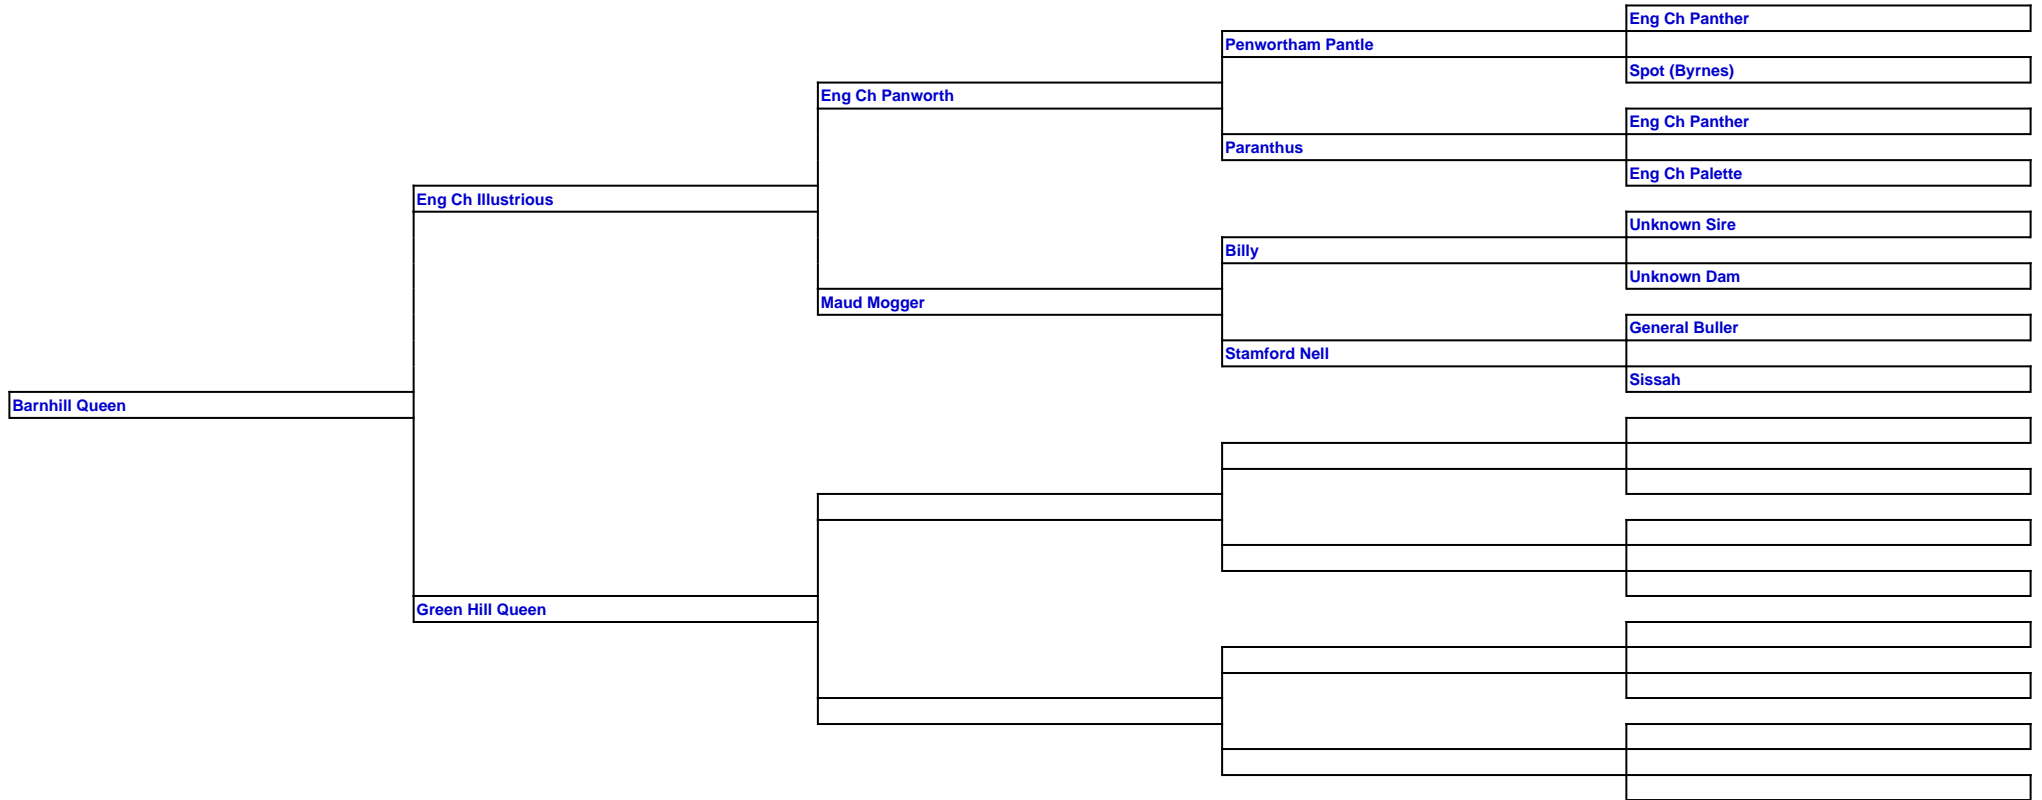 Eng Ch Panther
Penwortham Pantle
Spot (Byrnes)
Eng Ch Panworth
Eng Ch Panther
Paranthus
Eng Ch Palette
Eng Ch Illustrious
Unknown Sire
Billy
Unknown Dam
Maud Mogger
General Buller
Stamford Nell
Sissah
Barnhill Queen
Green Hill Queen